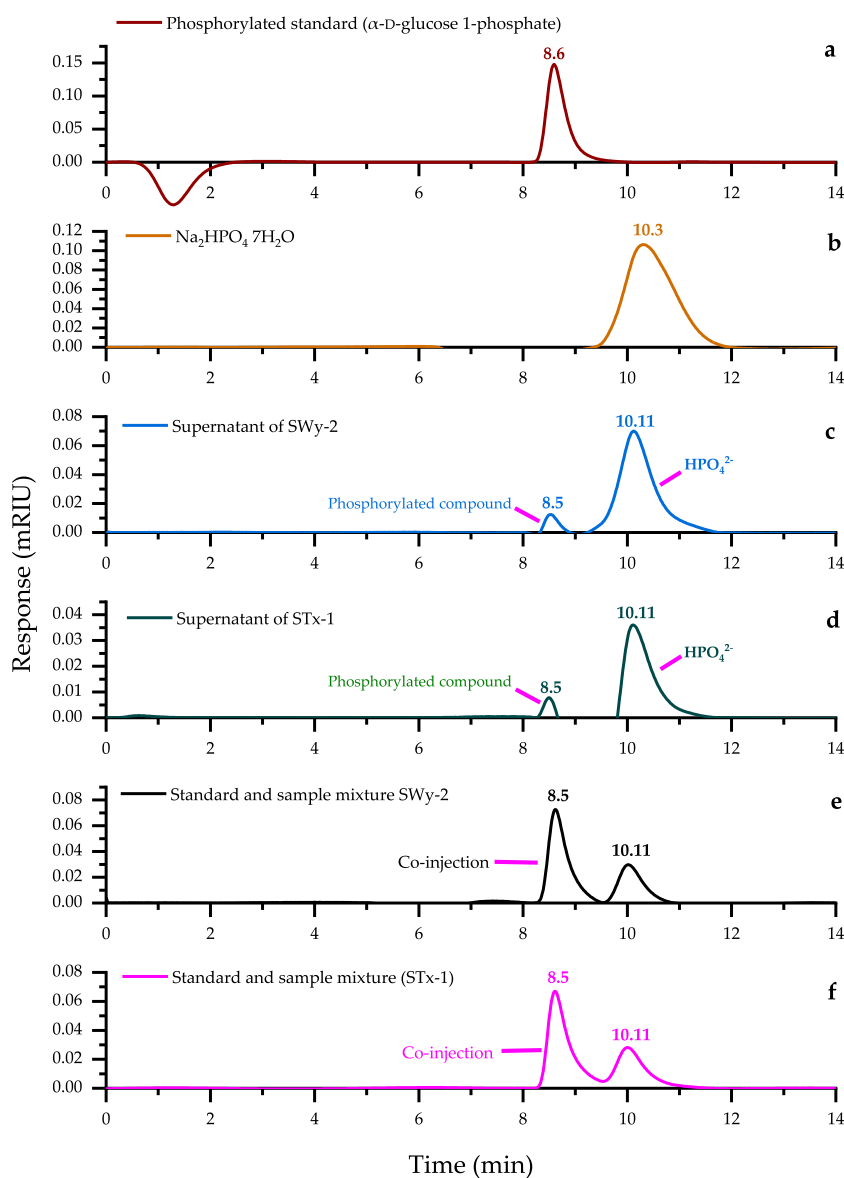 Phosphorylated standard (α-D-glucose 1-phosphate)
a
8.6
0.15
0.10
0.05
0.00
0 2 4 6 8 10 12 14
Na₂HPO₄ 7H₂O
b
10.3
0.12
0.10
0.08
0.06
0.04
0.02
0.00
0 2 4 6 8 10 12 14
Supernatant of SWy-2
c
10.11
HPO₄²⁻
Phosphorylated compound
8.5
0.08
0.06
0.04
0.02
0.00
0 2 4 6 8 10 12 14
Response (mRIU)
Supernatant of STx-1
d
10.11
HPO₄²⁻
Phosphorylated compound
8.5
0.04
0.03
0.02
0.01
0.00
0 2 4 6 8 10 12 14
Standard and sample mixture SWy-2
e
8.5
10.11
Co-injection
0.08
0.06
0.04
0.02
0.00
0 2 4 6 8 10 12 14
Standard and sample mixture (STx-1)
f
8.5
10.11
Co-injection
0.08
0.06
0.04
0.02
0.00
0 2 4 6 8 10 12 14
Time (min)